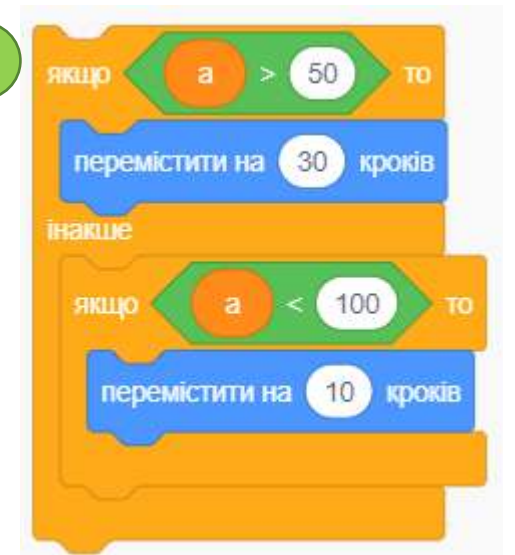 якщо a > 50 то
перемістити на 30 кроків
інакше
якщо a < 100 то
перемістити на 10 кроків